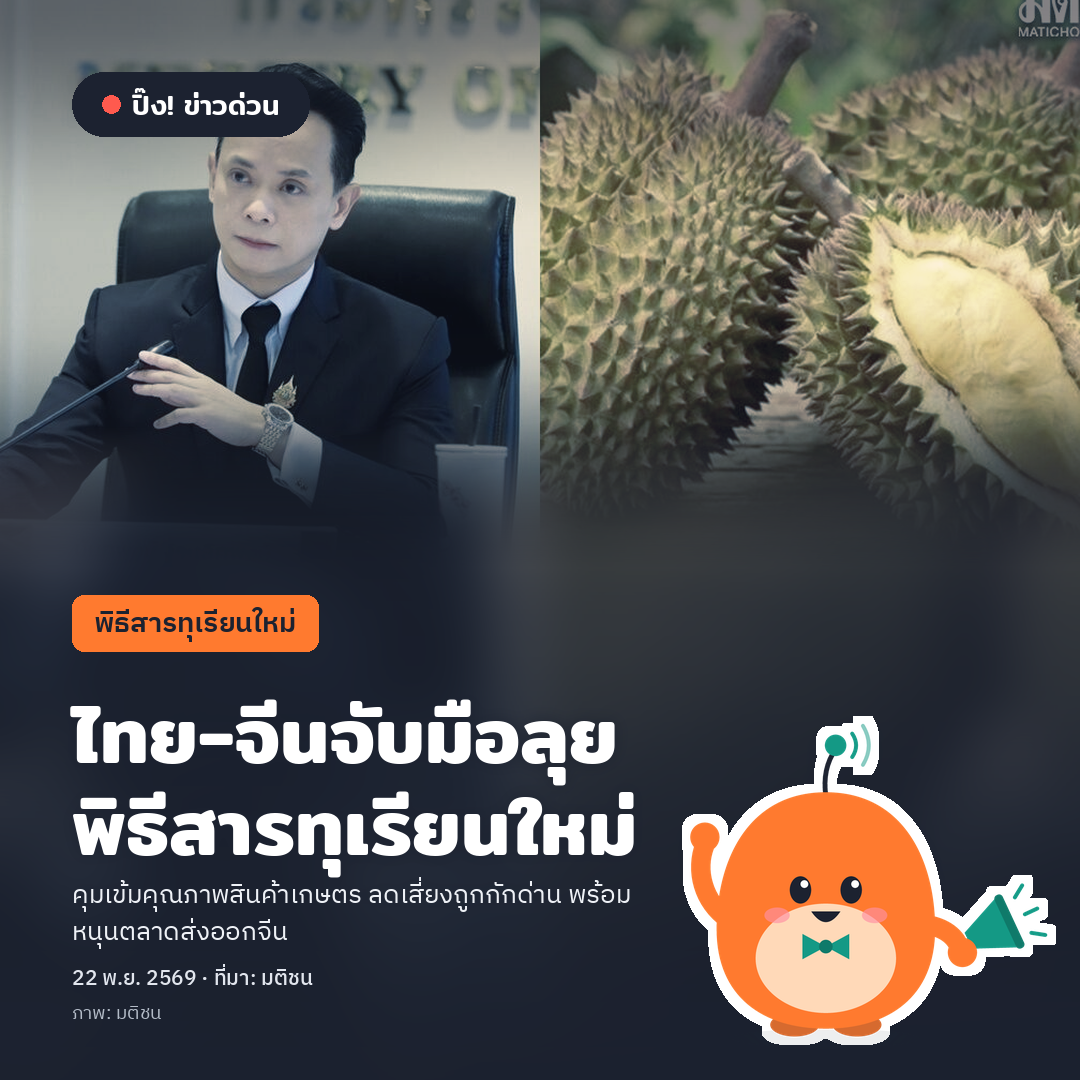 MATICHO
ปิ๊ง! ข่าวด่วน
พิธีสารทุเรียนใหม่
ไทย-จีนจับมือลุย
พิธีสารทุเรียนใหม่
คุมเข้มคุณภาพสินค้าเกษตร ลดเสี่ยงถูกกักด่าน พร้อม
หนุนตลาดส่งออกจีน
22 พ.ย. 2569 · ที่มา: มติชน
ภาพ: มติชน